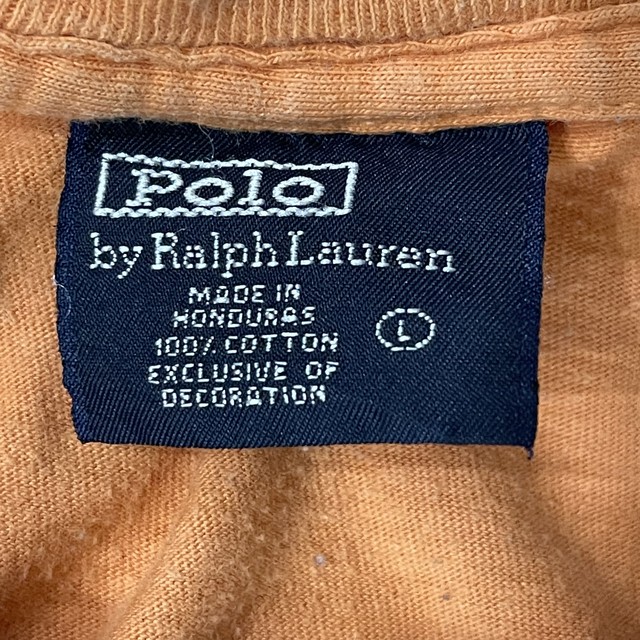 Polo
by Ralph Lauren
MADE IN
HONDURAS
100% COTTON
EXCLUSIVE OF
DECORATION
L